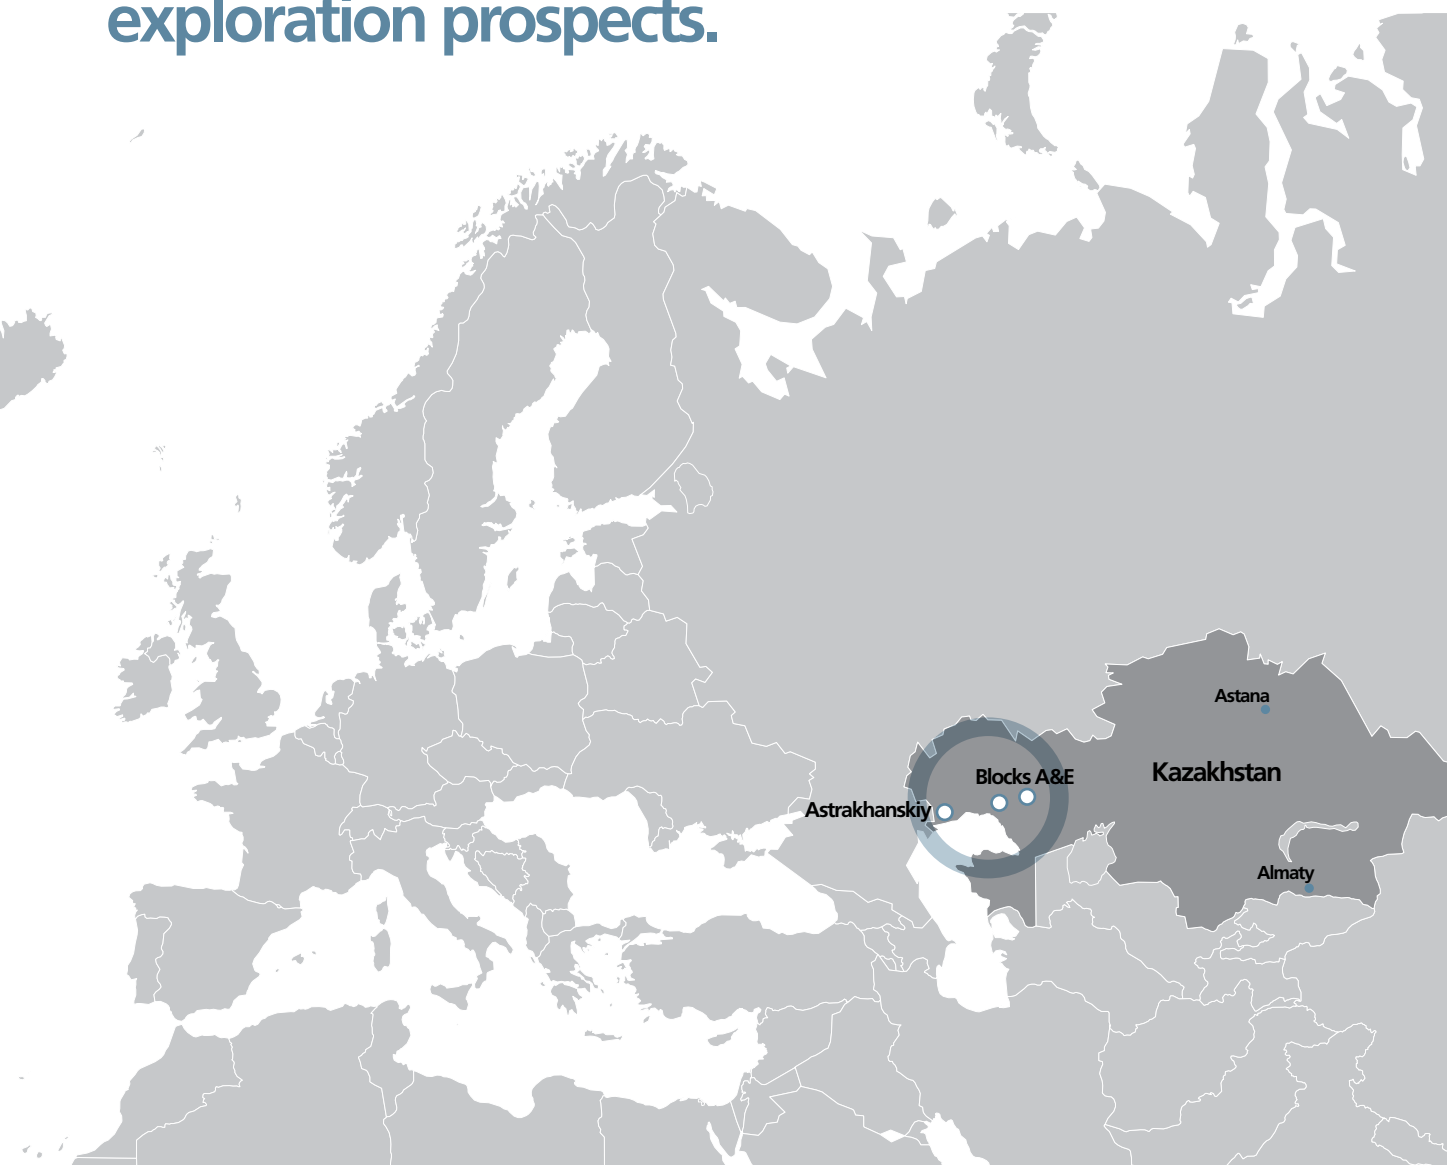 exploration prospects.
Astana
Kazakhstan
Blocks A&E
Astrakhanskiy
Almaty